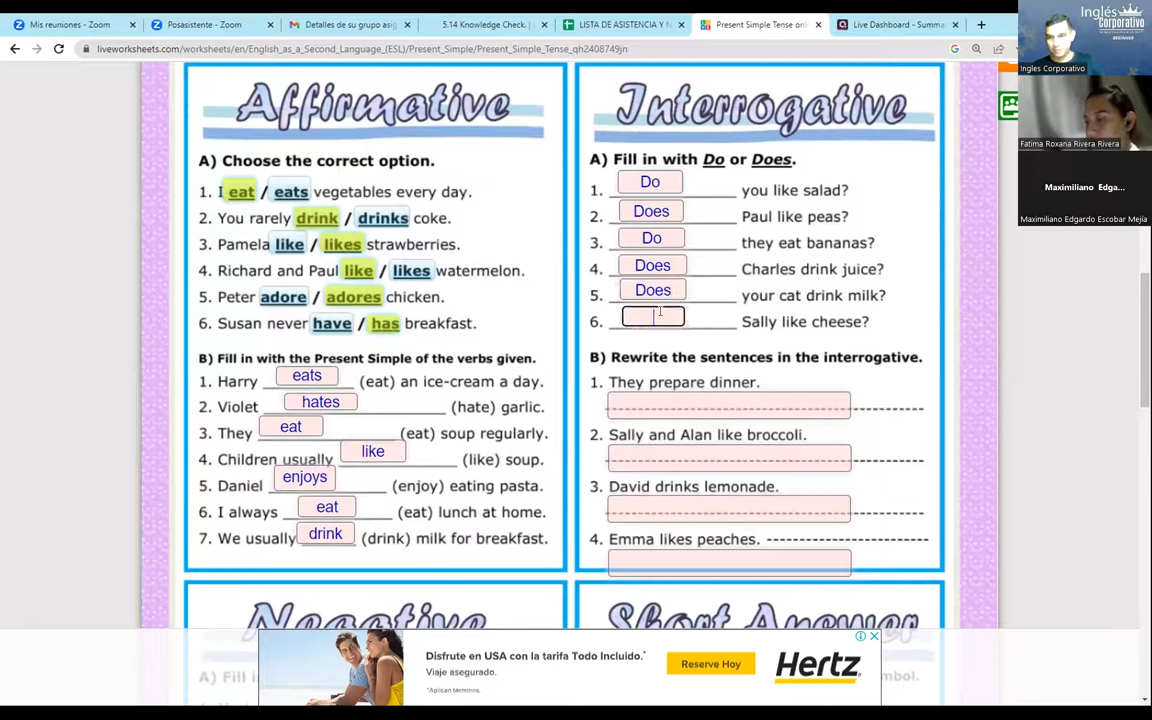 Mis reuniones - Zoom
Posasistente - Zoom
Detalles de su grupo asig
5.14 Knowledge Check. |
LISTA DE ASISTENCIA Y N
Present Simple Tense onl
Live Dashboard - Summa
liveworksheets.com/worksheets/en/English_as_a_Second_Language_(ESL)/Present_Simple/Present_Simple_Tense_qh2408749jn
Inglés
Corporativo
BEGINNER
Ingles Corporativo
Fatima Roxana Rivera Rivera
Maximiliano Edga...
Maximiliano Edgardo Escobar Mejía
Affirmative
A) Choose the correct option.
1. I eat / eats vegetables every day.
2. You rarely drink / drinks coke.
3. Pamela like / likes strawberries.
4. Richard and Paul like / likes watermelon.
5. Peter adore / adores chicken.
6. Susan never have / has breakfast.
B) Fill in with the Present Simple of the verbs given.
1. Harry eats (eat) an ice-cream a day.
2. Violet hates (hate) garlic.
3. They eat (eat) soup regularly.
4. Children usually like (like) soup.
5. Daniel enjoys (enjoy) eating pasta.
6. I always eat (eat) lunch at home.
7. We usually drink (drink) milk for breakfast.
Interrogative
A) Fill in with Do or Does.
1. Do you like salad?
2. Does Paul like peas?
3. Do they eat bananas?
4. Does Charles drink juice?
5. Does your cat drink milk?
6. Sally like cheese?
B) Rewrite the sentences in the interrogative.
1. They prepare dinner.
2. Sally and Alan like broccoli.
3. David drinks lemonade.
4. Emma likes peaches.
Negative
Short Answer
A) Fill i
mbol.
Disfrute en USA con la tarifa Todo Incluido.*
Viaje asegurado.
*Aplican términos.
Reserve Hoy
Hertz